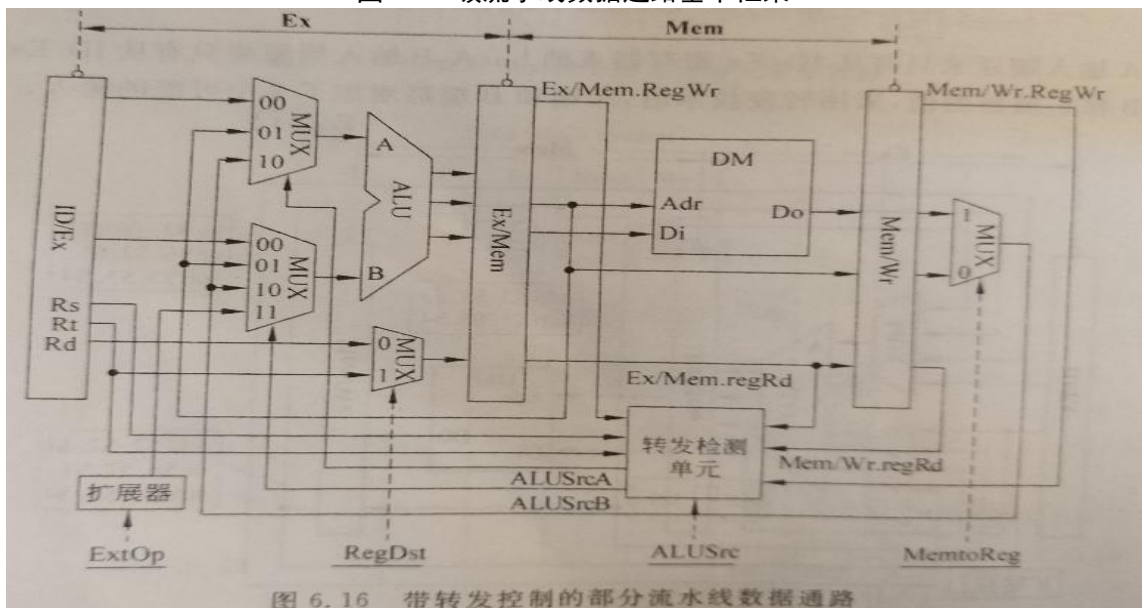 Ex
Mem
Ex/Mem.RegWr
Mem/Wr.RegWr
00
01
10
MUX
A
ALU
B
DM
Adr
Di
Do
ID/Ex
Ex/Mem
Mem/Wr
1
MUX
0
00
01
10
11
MUX
Rs
Rt
Rd
0
1
MUX
Ex/Mem.regRd
转发检测
单元
Mem/Wr.regRd
ALUSrcA
ALUSrcB
扩展器
ExtOp
RegDst
ALUSrc
MemtoReg
图 6.16 带转发控制的部分流水线数据通路